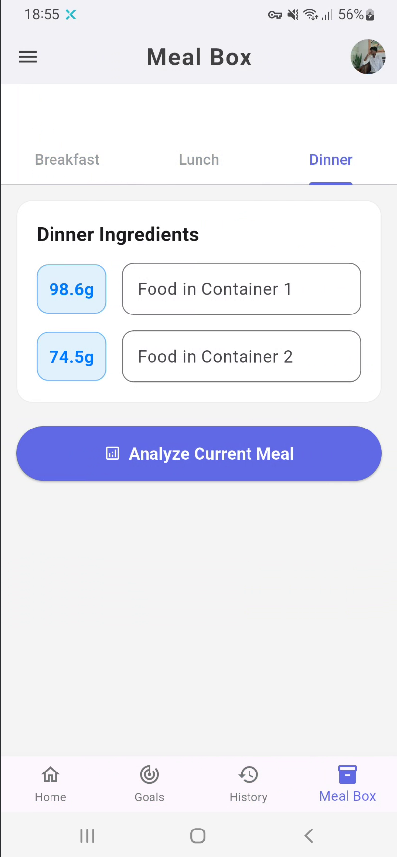 18:55 56%
Meal Box
Breakfast Lunch Dinner
Dinner Ingredients
98.6g Food in Container 1
74.5g Food in Container 2
Analyze Current Meal
Home Goals History Meal Box